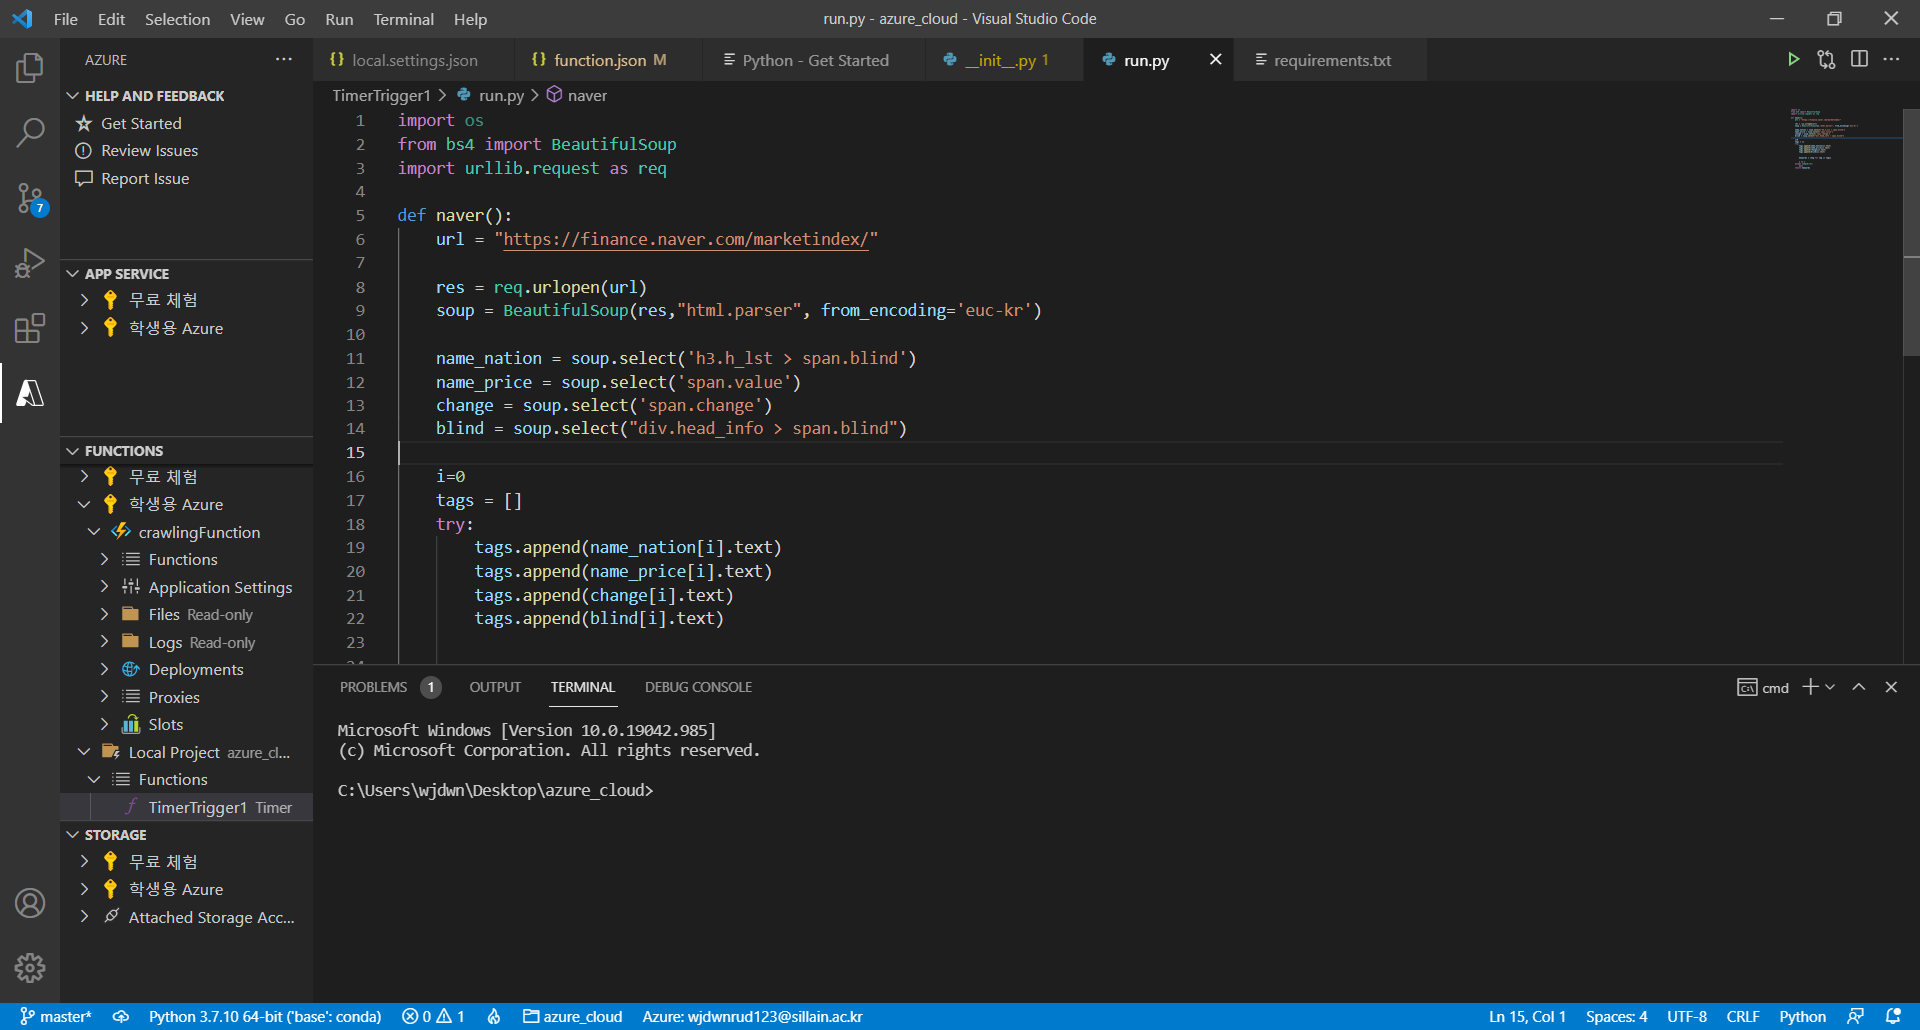 File Edit Selection View Go Run Terminal Help
run.py - azure_cloud - Visual Studio Code
AZURE
HELP AND FEEDBACK
Get Started
Review Issues
Report Issue
APP SERVICE
무료 체험
학생용 Azure
FUNCTIONS
무료 체험
학생용 Azure
crawlingFunction
Functions
Application Settings
Files Read-only
Logs Read-only
Deployments
Proxies
Slots
Local Project azure_cl...
Functions
TimerTrigger1 Timer
STORAGE
무료 체험
학생용 Azure
Attached Storage Acc...
7
local.settings.json
function.json M
Python - Get Started
__init__.py 1
run.py
requirements.txt
TimerTrigger1 > run.py > naver
1 import os
2 from bs4 import BeautifulSoup
3 import urllib.request as req
4
5 def naver():
6 url = "https://finance.naver.com/marketindex/"
7
8 res = req.urlopen(url)
9 soup = BeautifulSoup(res,"html.parser", from_encoding='euc-kr')
10
11 name_nation = soup.select('h3.h_lst > span.blind')
12 name_price = soup.select('span.value')
13 change = soup.select('span.change')
14 blind = soup.select("div.head_info > span.blind")
15
16 i=0
17 tags = []
18 try:
19 tags.append(name_nation[i].text)
20 tags.append(name_price[i].text)
21 tags.append(change[i].text)
22 tags.append(blind[i].text)
23
PROBLEMS 1 OUTPUT TERMINAL DEBUG CONSOLE
cmd
Microsoft Windows [Version 10.0.19042.985]
(c) Microsoft Corporation. All rights reserved.
C:\Users\wjdwn\Desktop\azure_cloud>
master* Python 3.7.10 64-bit ('base': conda) 0 1 azure_cloud Azure: wjdwnrud123@sillain.ac.kr Ln 15, Col 1 Spaces: 4 UTF-8 CRLF Python